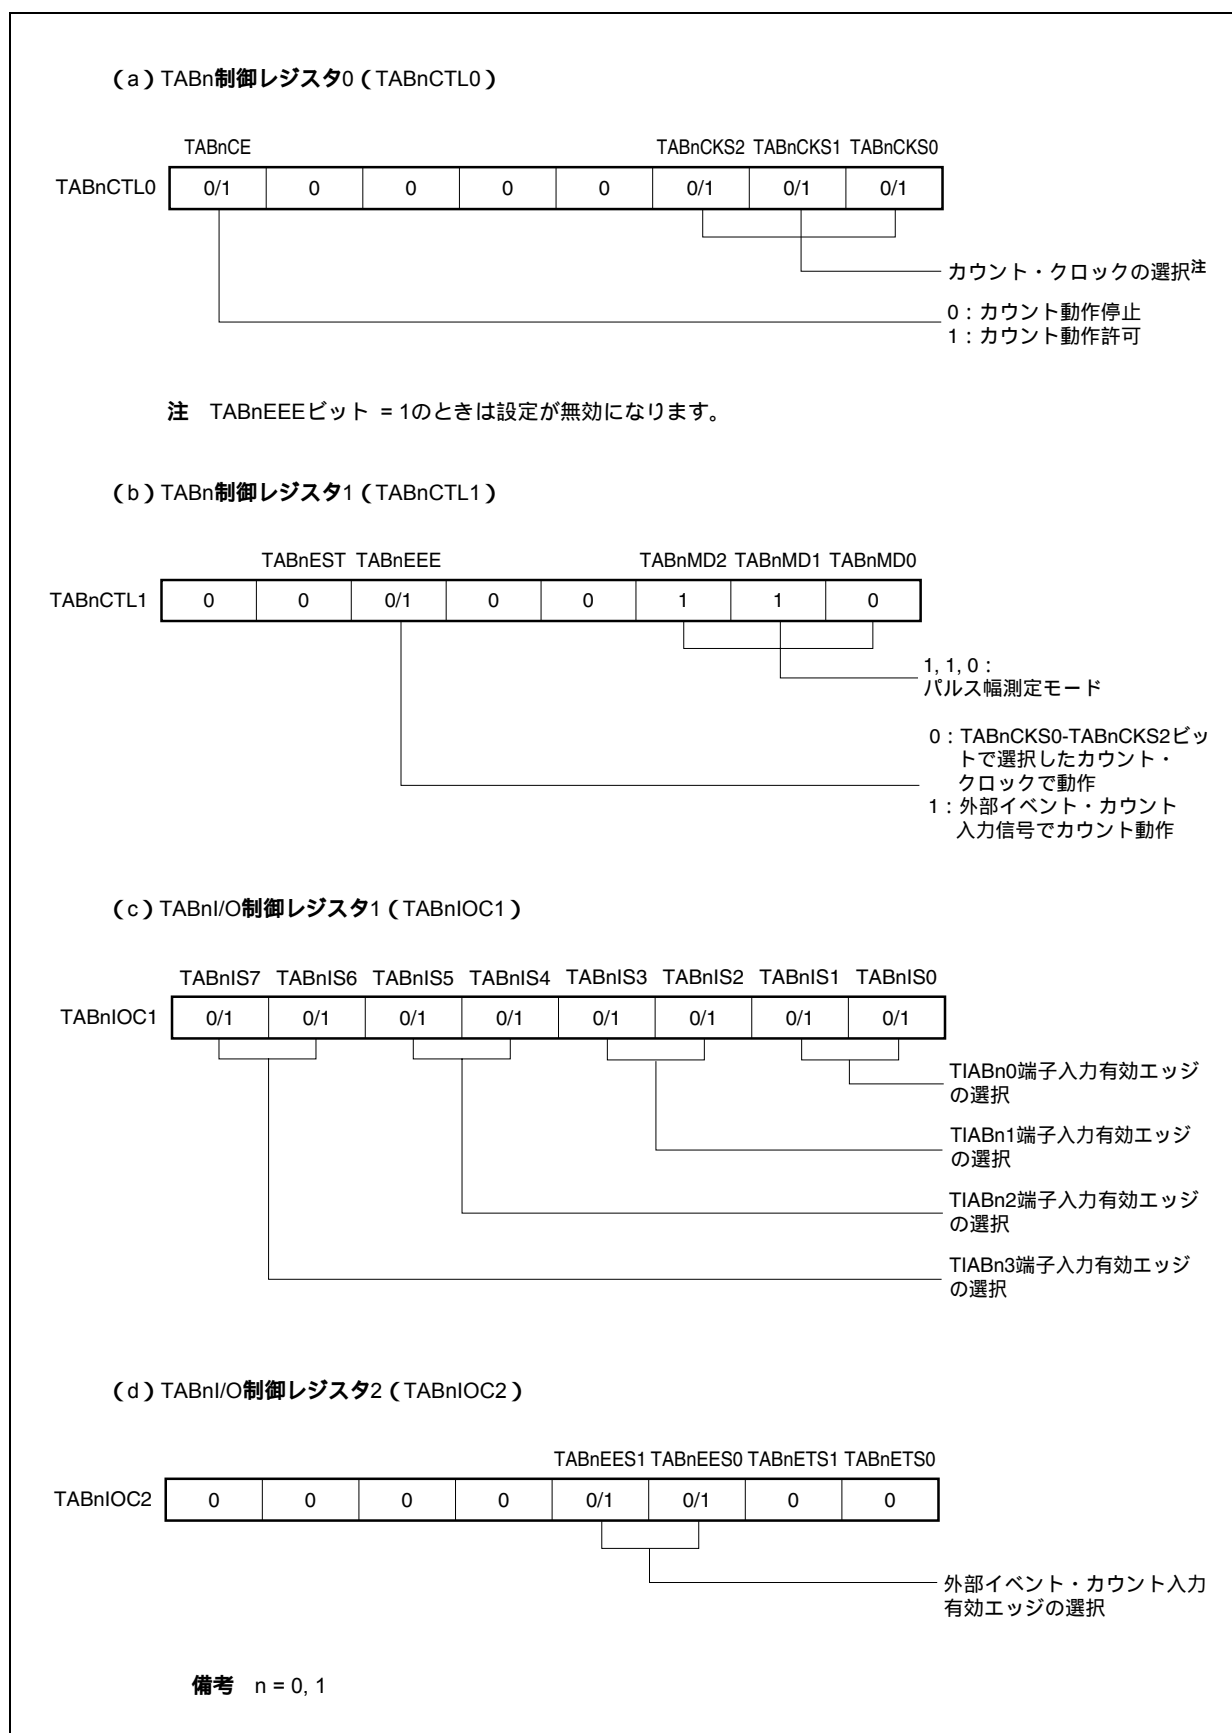 (a)TABn制御レジスタ0(TABnCTL0)
TABnCE TABnCKS2 TABnCKS1 TABnCKS0
TABnCTL0 0/1 0 0 0 0 0/1 0/1 0/1
カウント・クロックの選択注
0:カウント動作停止
1:カウント動作許可
注 TABnEEEビット = 1のときは設定が無効になります。
(b)TABn制御レジスタ1(TABnCTL1)
TABnEST TABnEEE TABnMD2 TABnMD1 TABnMD0
TABnCTL1 0 0 0/1 0 0 1 1 0
1, 1, 0:
パルス幅測定モード
0:TABnCKS0-TABnCKS2ビッ
トで選択したカウント・
クロックで動作
1:外部イベント・カウント
入力信号でカウント動作
(c)TABnI/O制御レジスタ1(TABnIOC1)
TABnIS7 TABnIS6 TABnIS5 TABnIS4 TABnIS3 TABnIS2 TABnIS1 TABnIS0
TABnIOC1 0/1 0/1 0/1 0/1 0/1 0/1 0/1 0/1
TIABn0端子入力有効エッジ
の選択
TIABn1端子入力有効エッジ
の選択
TIABn2端子入力有効エッジ
の選択
TIABn3端子入力有効エッジ
の選択
(d)TABnI/O制御レジスタ2(TABnIOC2)
TABnEES1 TABnEES0 TABnETS1 TABnETS0
TABnIOC2 0 0 0 0 0/1 0/1 0 0
外部イベント・カウント入力
有効エッジの選択
備考 n = 0, 1